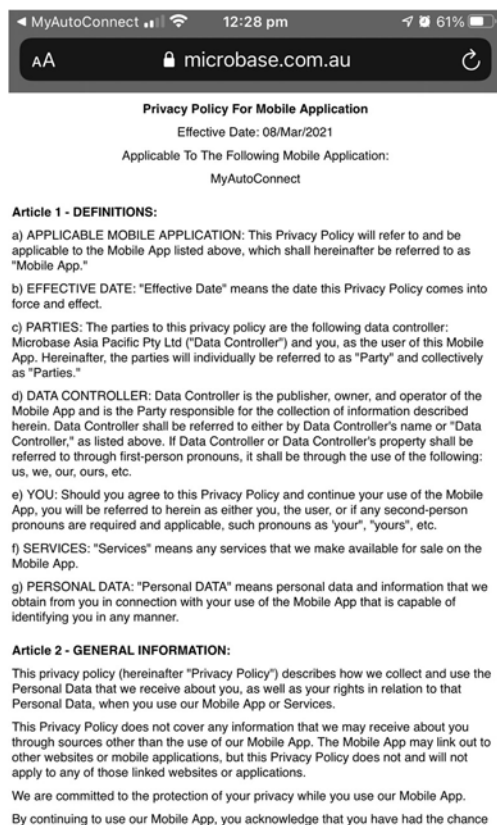 ◀ MyAutoConnect 12:28 pm 61%
AA microbase.com.au
Privacy Policy For Mobile Application
Effective Date: 08/Mar/2021
Applicable To The Following Mobile Application:
MyAutoConnect
Article 1 - DEFINITIONS:
a) APPLICABLE MOBILE APPLICATION: This Privacy Policy will refer to and be
applicable to the Mobile App listed above, which shall hereinafter be referred to as
"Mobile App."
b) EFFECTIVE DATE: "Effective Date" means the date this Privacy Policy comes into
force and effect.
c) PARTIES: The parties to this privacy policy are the following data controller:
Microbase Asia Pacific Pty Ltd ("Data Controller") and you, as the user of this Mobile
App. Hereinafter, the parties will individually be referred to as "Party" and collectively
as "Parties."
d) DATA CONTROLLER: Data Controller is the publisher, owner, and operator of the
Mobile App and is the Party responsible for the collection of information described
herein. Data Controller shall be referred to either by Data Controller's name or "Data
Controller," as listed above. If Data Controller or Data Controller's property shall be
referred to through first-person pronouns, it shall be through the use of the following:
us, we, our, ours, etc.
e) YOU: Should you agree to this Privacy Policy and continue your use of the Mobile
App, you will be referred to herein as either you, the user, or if any second-person
pronouns are required and applicable, such pronouns as 'your", "yours", etc.
f) SERVICES: "Services" means any services that we make available for sale on the
Mobile App.
g) PERSONAL DATA: "Personal DATA" means personal data and information that we
obtain from you in connection with your use of the Mobile App that is capable of
identifying you in any manner.
Article 2 - GENERAL INFORMATION:
This privacy policy (hereinafter "Privacy Policy") describes how we collect and use the
Personal Data that we receive about you, as well as your rights in relation to that
Personal Data, when you use our Mobile App or Services.
This Privacy Policy does not cover any information that we may receive about you
through sources other than the use of our Mobile App. The Mobile App may link out to
other websites or mobile applications, but this Privacy Policy does not and will not
apply to any of those linked websites or applications.
We are committed to the protection of your privacy while you use our Mobile App.
By continuing to use our Mobile App, you acknowledge that you have had the chance